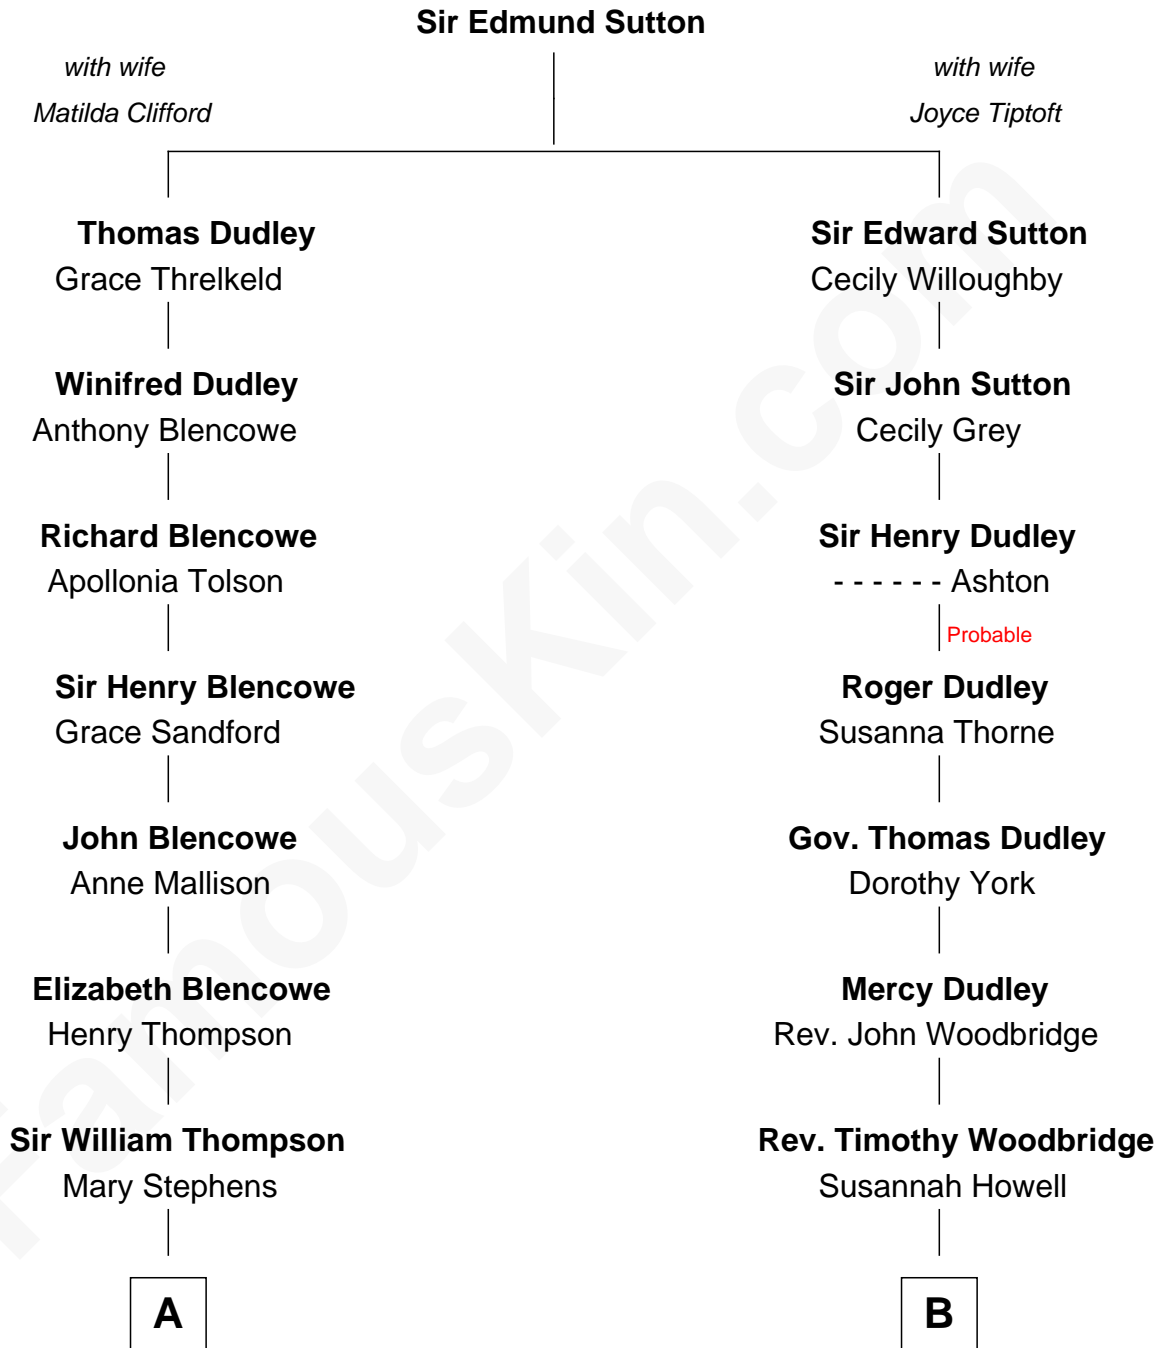 Sir Edmund Sutton
with wife
Matilda Clifford
with wife
Joyce Tiptoft
Thomas Dudley
Grace Threlkeld
Sir Edward Sutton
Cecily Willoughby
Winifred Dudley
Anthony Blencowe
Sir John Sutton
Cecily Grey
Richard Blencowe
Apollonia Tolson
Sir Henry Dudley
- - - - - - Ashton
Probable
Sir Henry Blencowe
Grace Sandford
Roger Dudley
Susanna Thorne
John Blencowe
Anne Mallison
Gov. Thomas Dudley
Dorothy York
Elizabeth Blencowe
Henry Thompson
Mercy Dudley
Rev. John Woodbridge
Sir William Thompson
Mary Stephens
Rev. Timothy Woodbridge
Susannah Howell
A
B
FamousKin.com